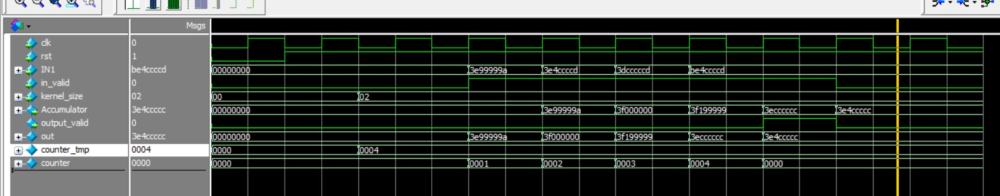 Msgs
clk 0
rst 1
IN1 be4ccccd 00000000 3e99999a 3e4ccccd 3dcccccd be4ccccd
in_valid 0
kernel_size 02 00 02
Accumulator 3e4ccccc 00000000 3e99999a 3f000000 3f199999 3ecccccc 3e4ccccc
output_valid 0
out 3e4ccccc 00000000 3e99999a 3f000000 3f199999 3ecccccc 3e4ccccc
counter_tmp 0004 0000 0004
counter 0000 0000 0001 0002 0003 0004 0000